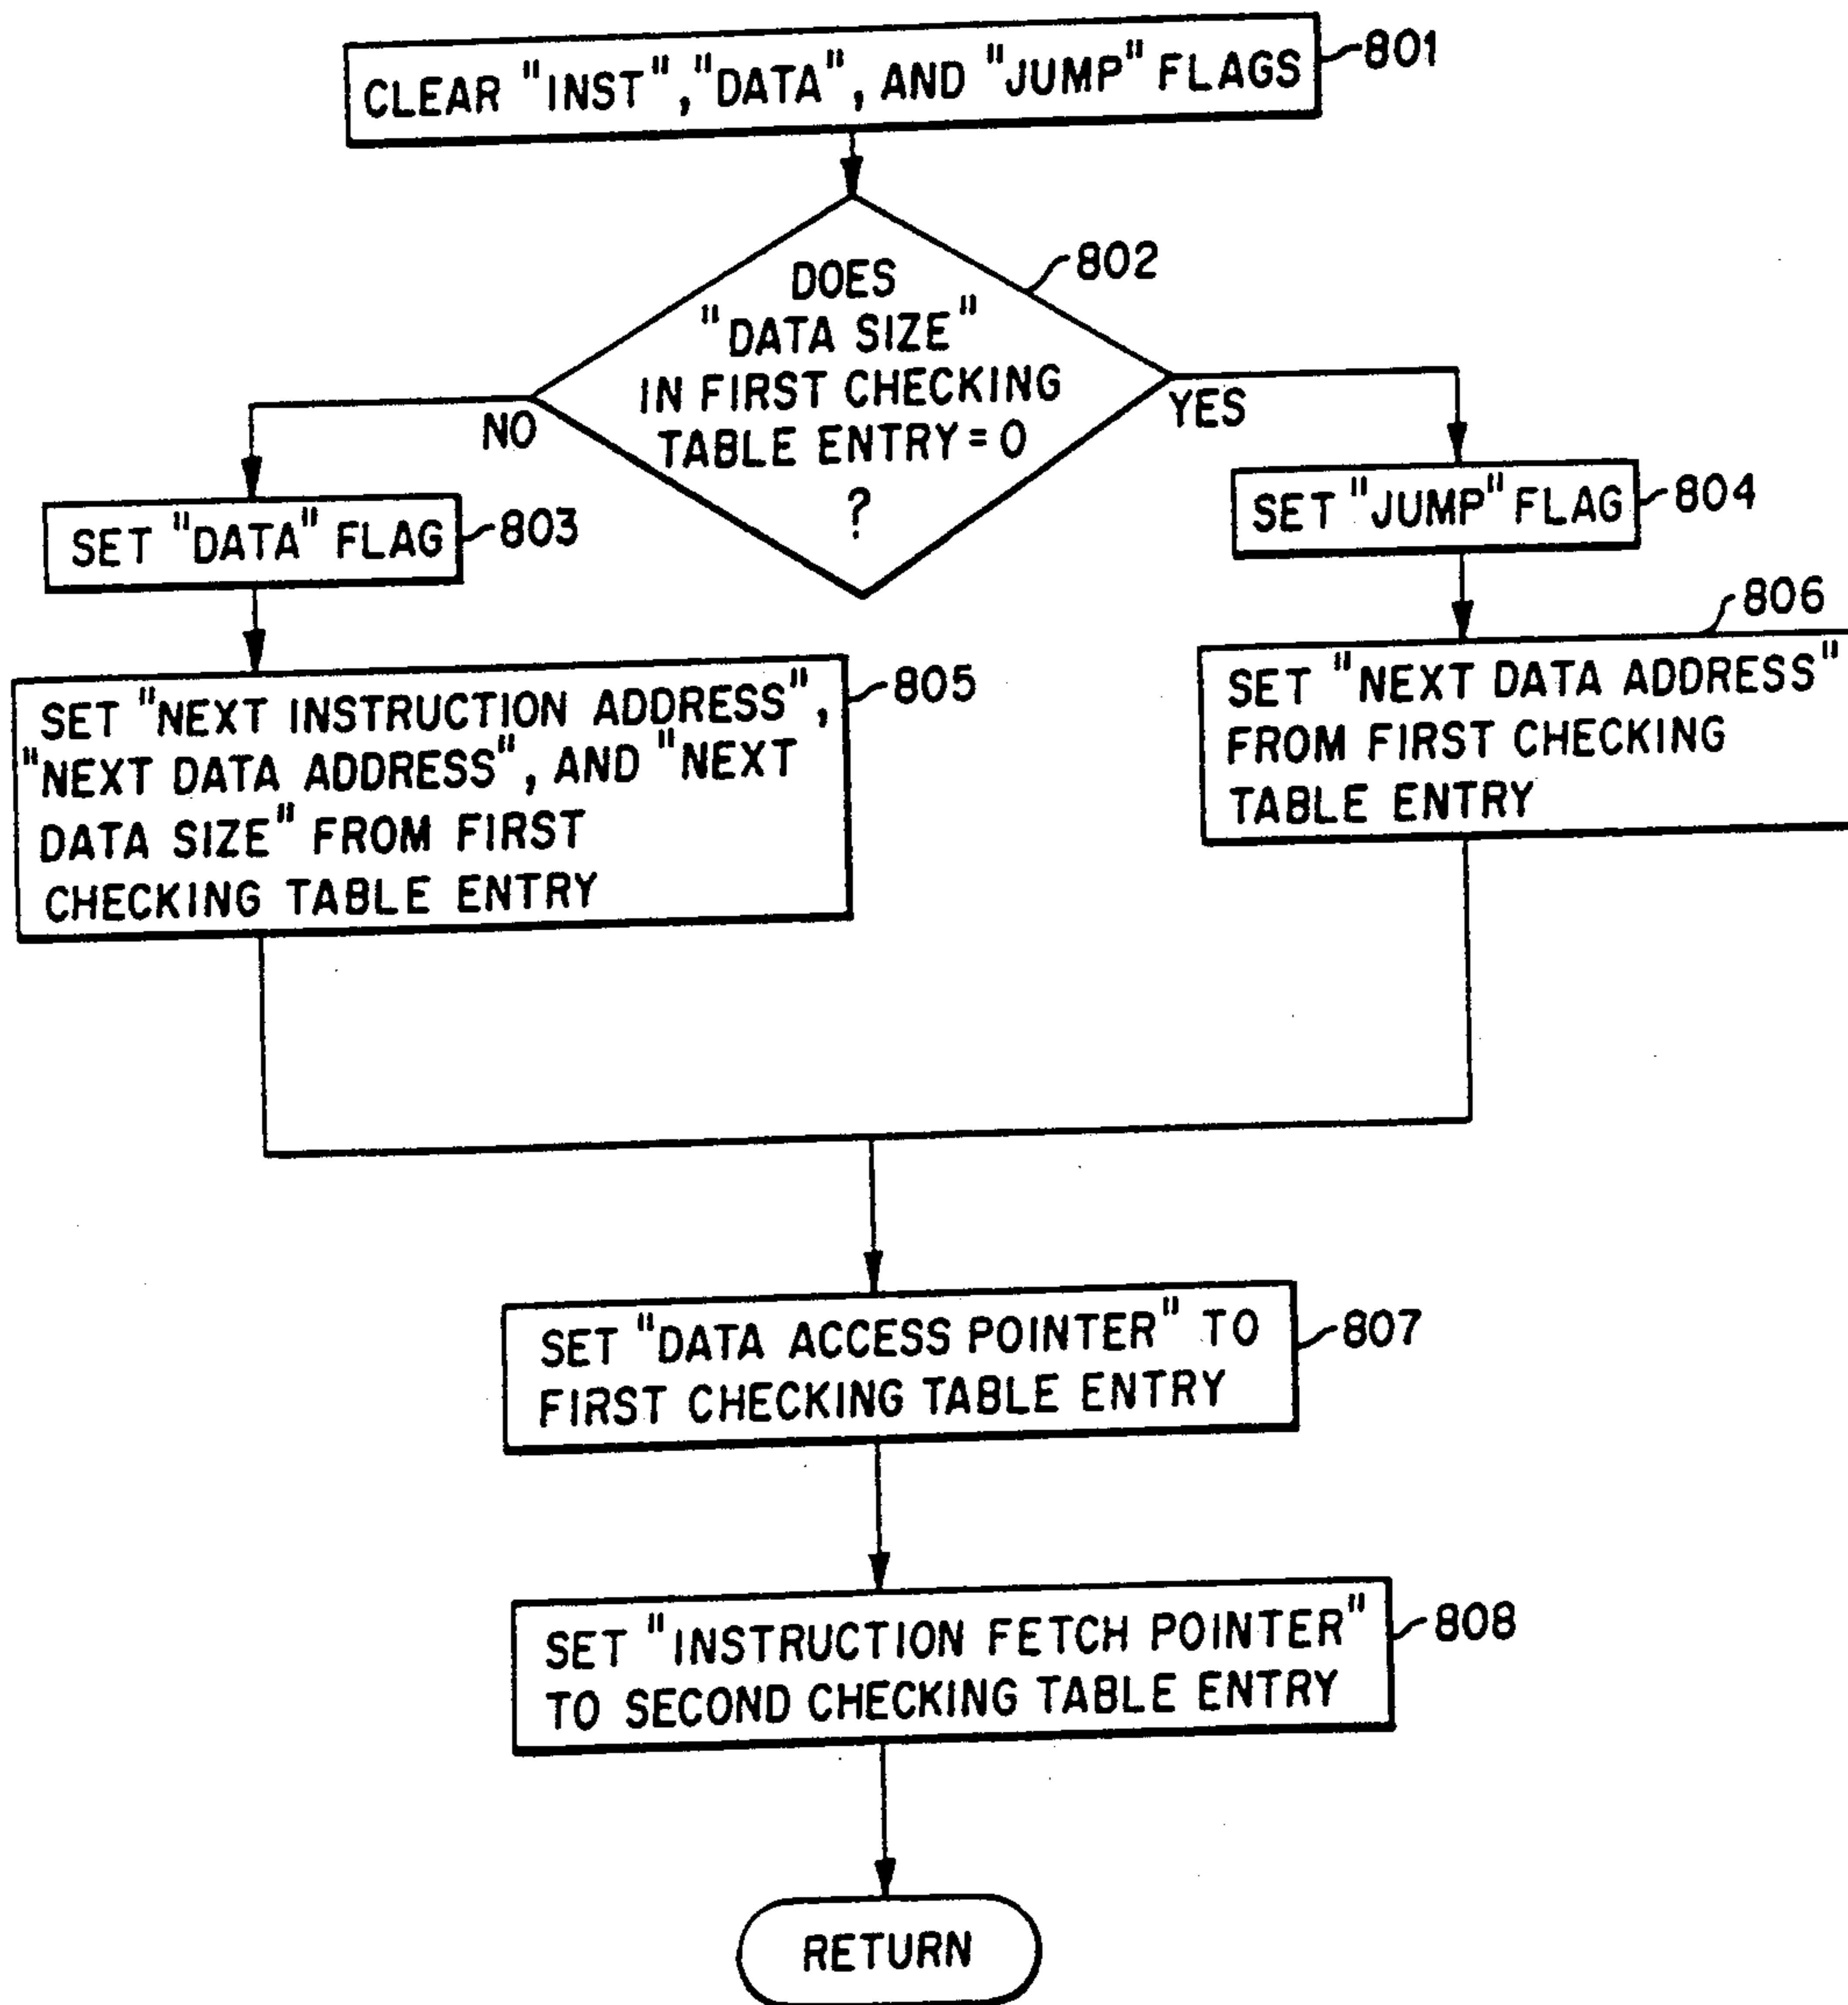 CLEAR "INST", "DATA", AND "JUMP" FLAGS
801
DOES
"DATA SIZE"
IN FIRST CHECKING
TABLE ENTRY = 0
?
802
NO
YES
SET "DATA" FLAG
803
SET "JUMP" FLAG
804
SET "NEXT INSTRUCTION ADDRESS",
"NEXT DATA ADDRESS", AND "NEXT
DATA SIZE" FROM FIRST
CHECKING TABLE ENTRY
805
SET "NEXT DATA ADDRESS"
FROM FIRST CHECKING
TABLE ENTRY
806
SET "DATA ACCESS POINTER" TO
FIRST CHECKING TABLE ENTRY
807
SET "INSTRUCTION FETCH POINTER"
TO SECOND CHECKING TABLE ENTRY
808
RETURN